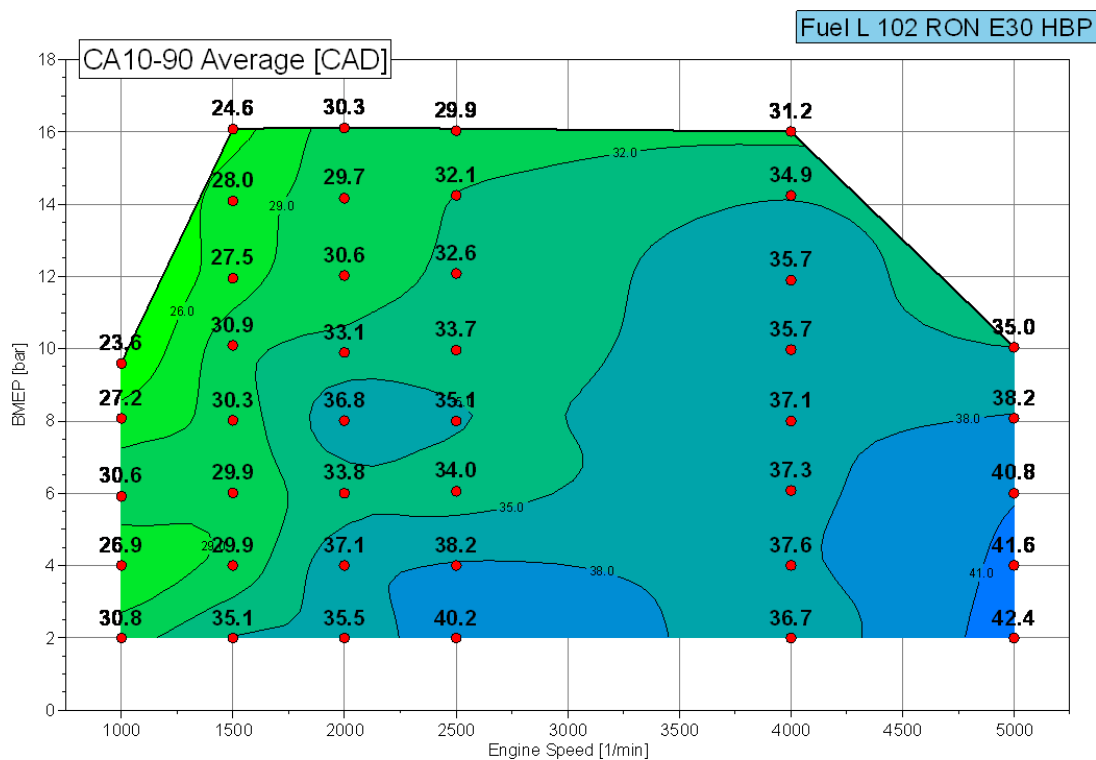 Fuel L 102 RON E30 HBP
CA10-90 Average [CAD]
18
24.6 30.3 29.9 31.2
16
32.0
28.0 29.7 32.1 34.9
29.0
14
27.5 30.6 32.6 35.7
12
26.0
23.6 30.9 33.1 33.7 35.7 35.0
10
27.2 30.3 36.8 35.1 37.1 38.2
38.0
8
BMEP [bar]
30.6 29.9 33.8 34.0 37.3 40.8
6
35.0
26.9 29.9 37.1 38.2 37.6 41.6
4
38.0
41.0
30.8 35.1 35.5 40.2 36.7 42.4
2
0
1000 1500 2000 2500 3000 3500 4000 4500 5000
Engine Speed [1/min]